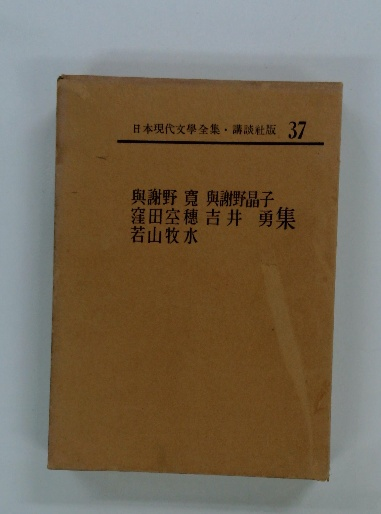 日本現代文學全集・講談社版 37
與謝野 寛 與謝野晶子
窪田空穂 吉井 勇集
若山牧水